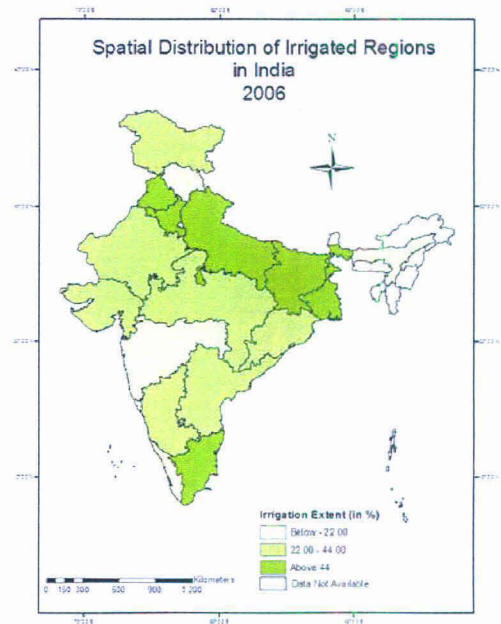 Spatial Distribution of Irrigated Regions
in India
2006
N
Irrigation Extent (in %)
Below - 22.00
22.00 - 44.00
Above 44
Data Not Available
Kilometers
0 150 300 600 900 1,200